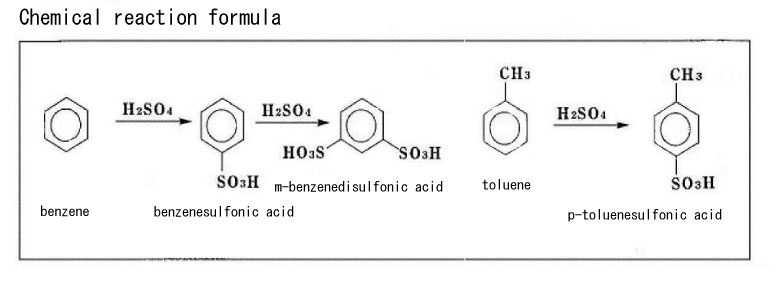 Chemical reaction formula
CH3
CH3
H2SO4
H2SO4
H2SO4
HO3S
SO3H
SO3H
m-benzenedisulfonic acid
toluene
SO3H
benzene
benzenesulfonic acid
p-toluenesulfonic acid